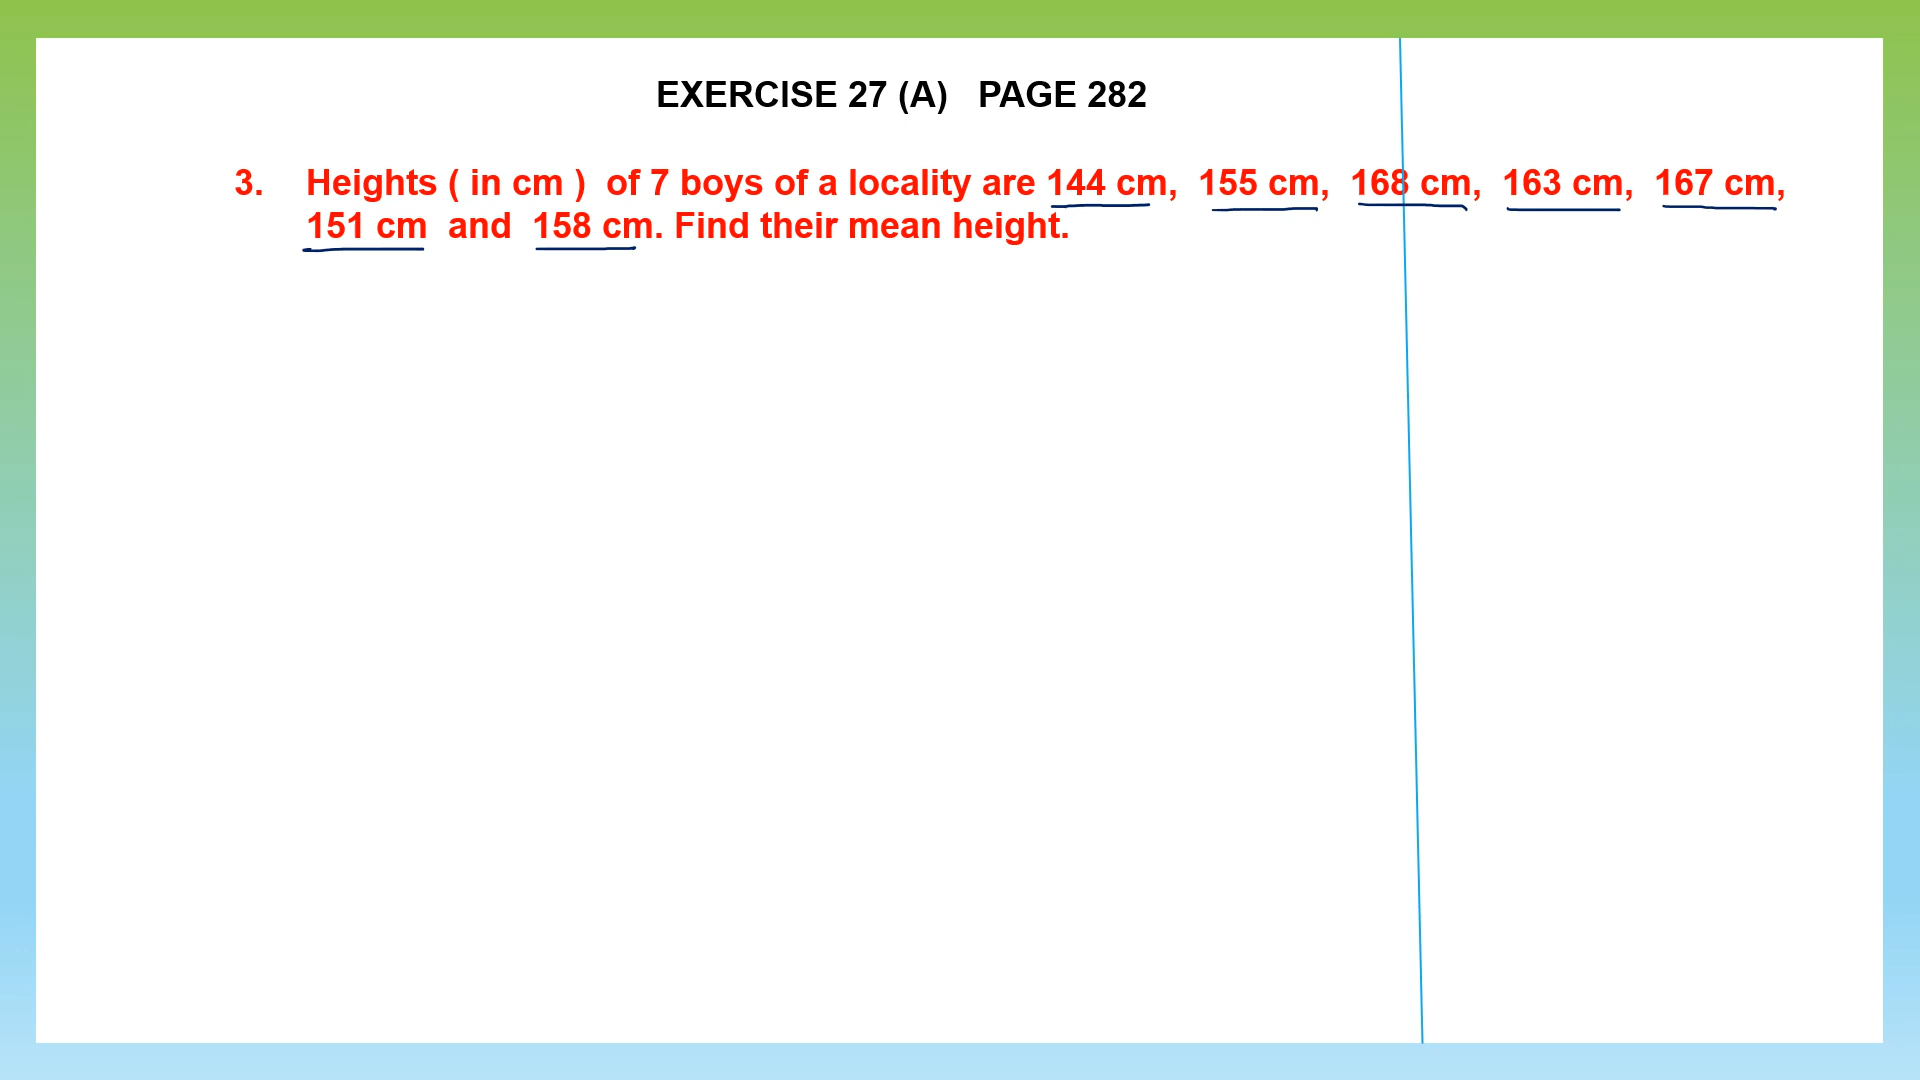 EXERCISE 27 (A) PAGE 282
3. Heights ( in cm ) of 7 boys of a locality are 144 cm, 155 cm, 168 cm, 163 cm, 167 cm,
151 cm and 158 cm. Find their mean height.